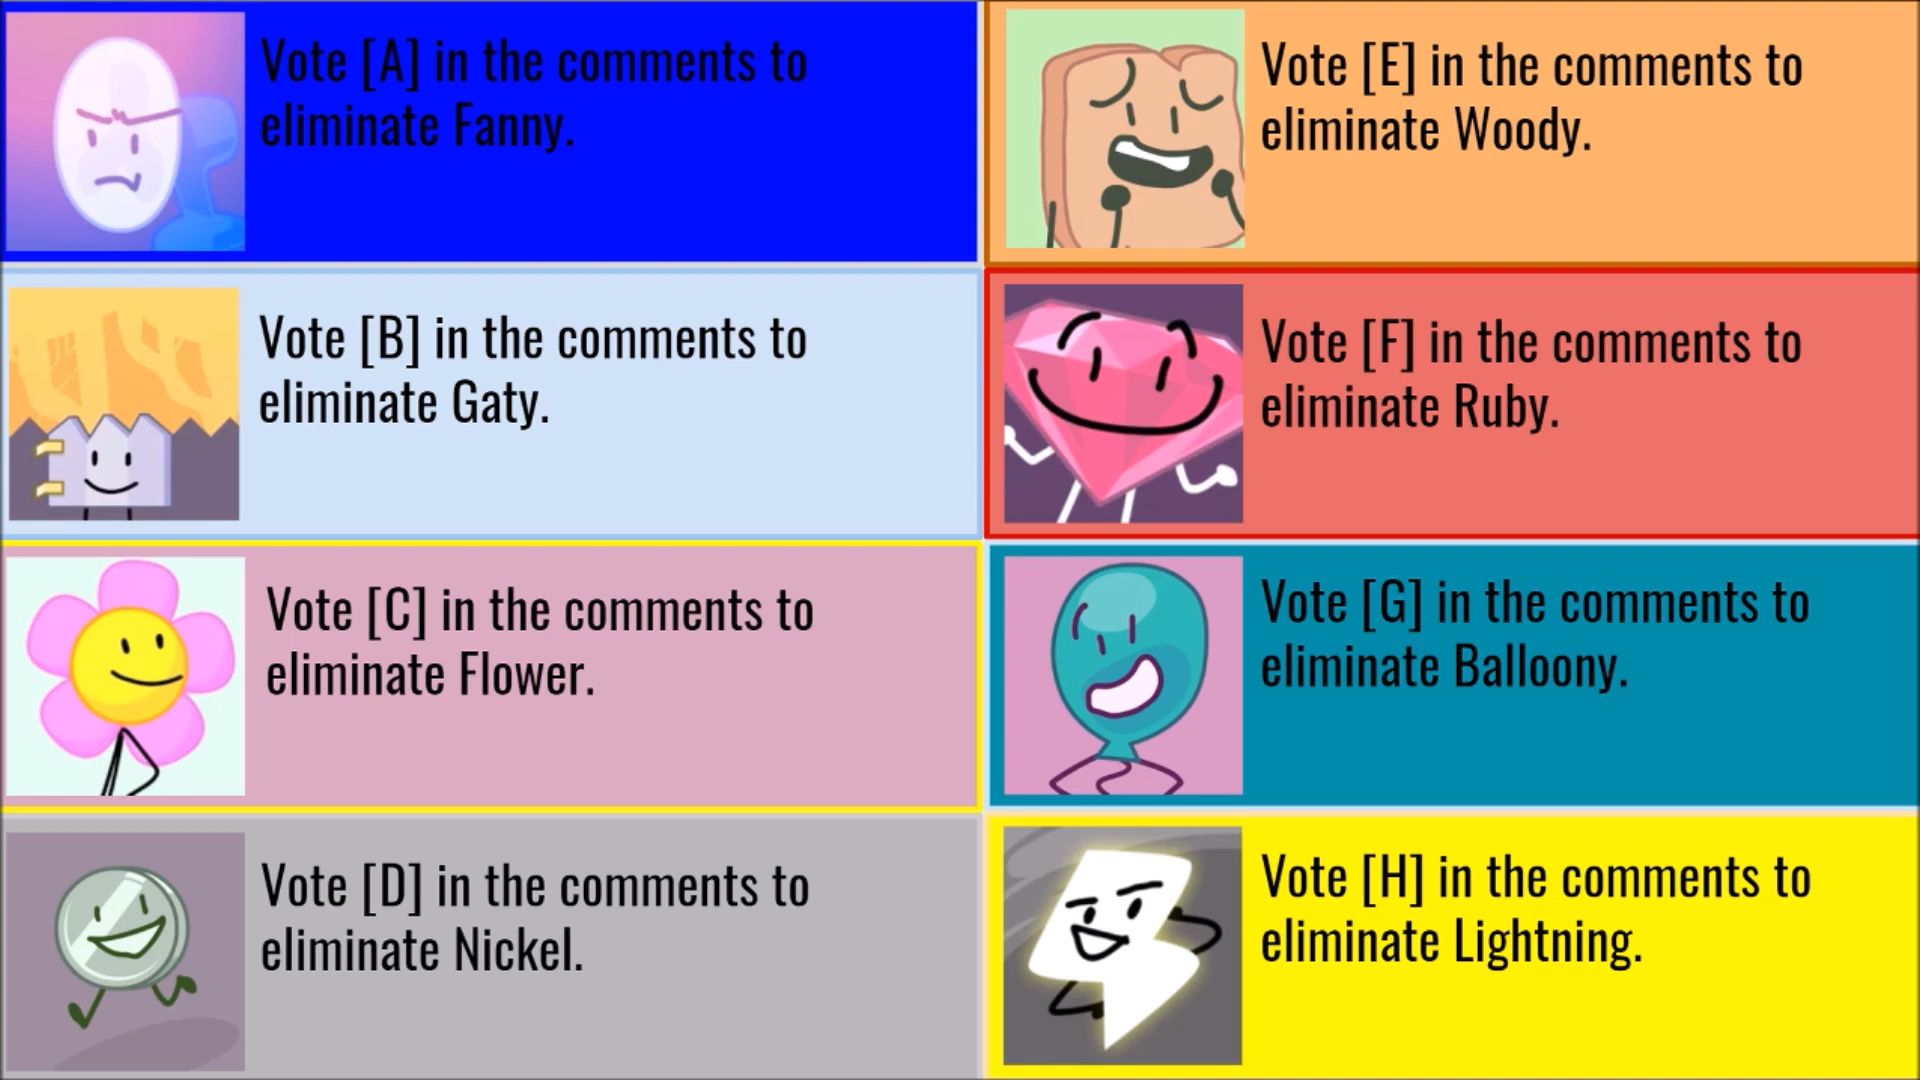 Vote [A] in the comments to
eliminate Fanny.
Vote [B] in the comments to
eliminate Gaty.
Vote [C] in the comments to
eliminate Flower.
Vote [D] in the comments to
eliminate Nickel.
Vote [E] in the comments to
eliminate Woody.
Vote [F] in the comments to
eliminate Ruby.
Vote [G] in the comments to
eliminate Balloony.
Vote [H] in the comments to
eliminate Lightning.